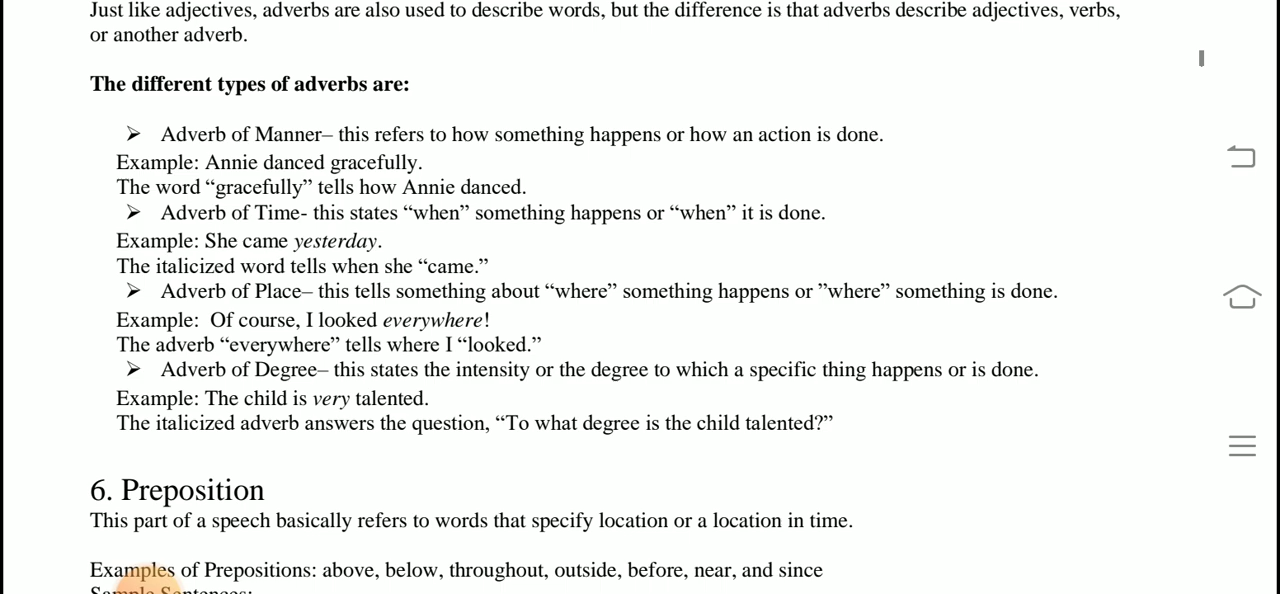 Just like adjectives, adverbs are also used to describe words, but the difference is that adverbs describe adjectives, verbs,
or another adverb.
The different types of adverbs are:
➢ Adverb of Manner– this refers to how something happens or how an action is done.
Example: Annie danced gracefully.
The word “gracefully” tells how Annie danced.
➢ Adverb of Time- this states “when” something happens or “when” it is done.
Example: She came yesterday.
The italicized word tells when she “came.”
➢ Adverb of Place– this tells something about “where” something happens or ”where” something is done.
Example:  Of course, I looked everywhere!
The adverb “everywhere” tells where I “looked.”
➢ Adverb of Degree– this states the intensity or the degree to which a specific thing happens or is done.
Example: The child is very talented.
The italicized adverb answers the question, “To what degree is the child talented?”
6. Preposition
This part of a speech basically refers to words that specify location or a location in time.
Examples of Prepositions: above, below, throughout, outside, before, near, and since
Sample Sentences: